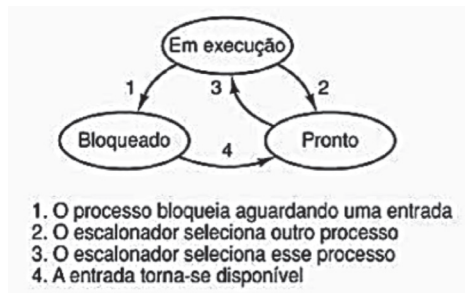 Em execução
1
3
2
Bloqueado
Pronto
4
1. O processo bloqueia aguardando uma entrada
2. O escalonador seleciona outro processo
3. O escalonador seleciona esse processo
4. A entrada torna-se disponível